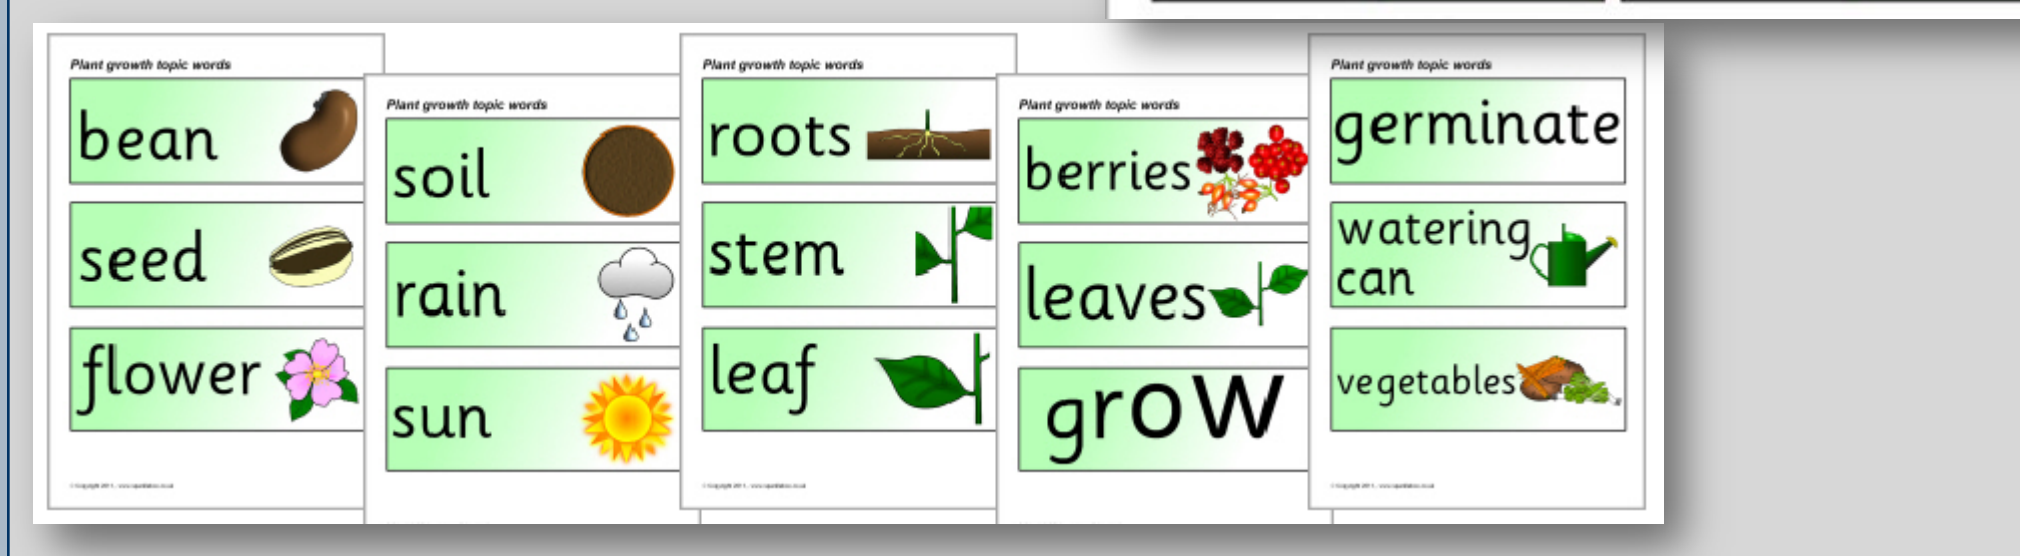 Plant growth topic words
bean
seed
flower
Plant growth topic words
soil
rain
sun
Plant growth topic words
roots
stem
leaf
Plant growth topic words
berries
leaves
grow
Plant growth topic words
germinate
watering
can
vegetables